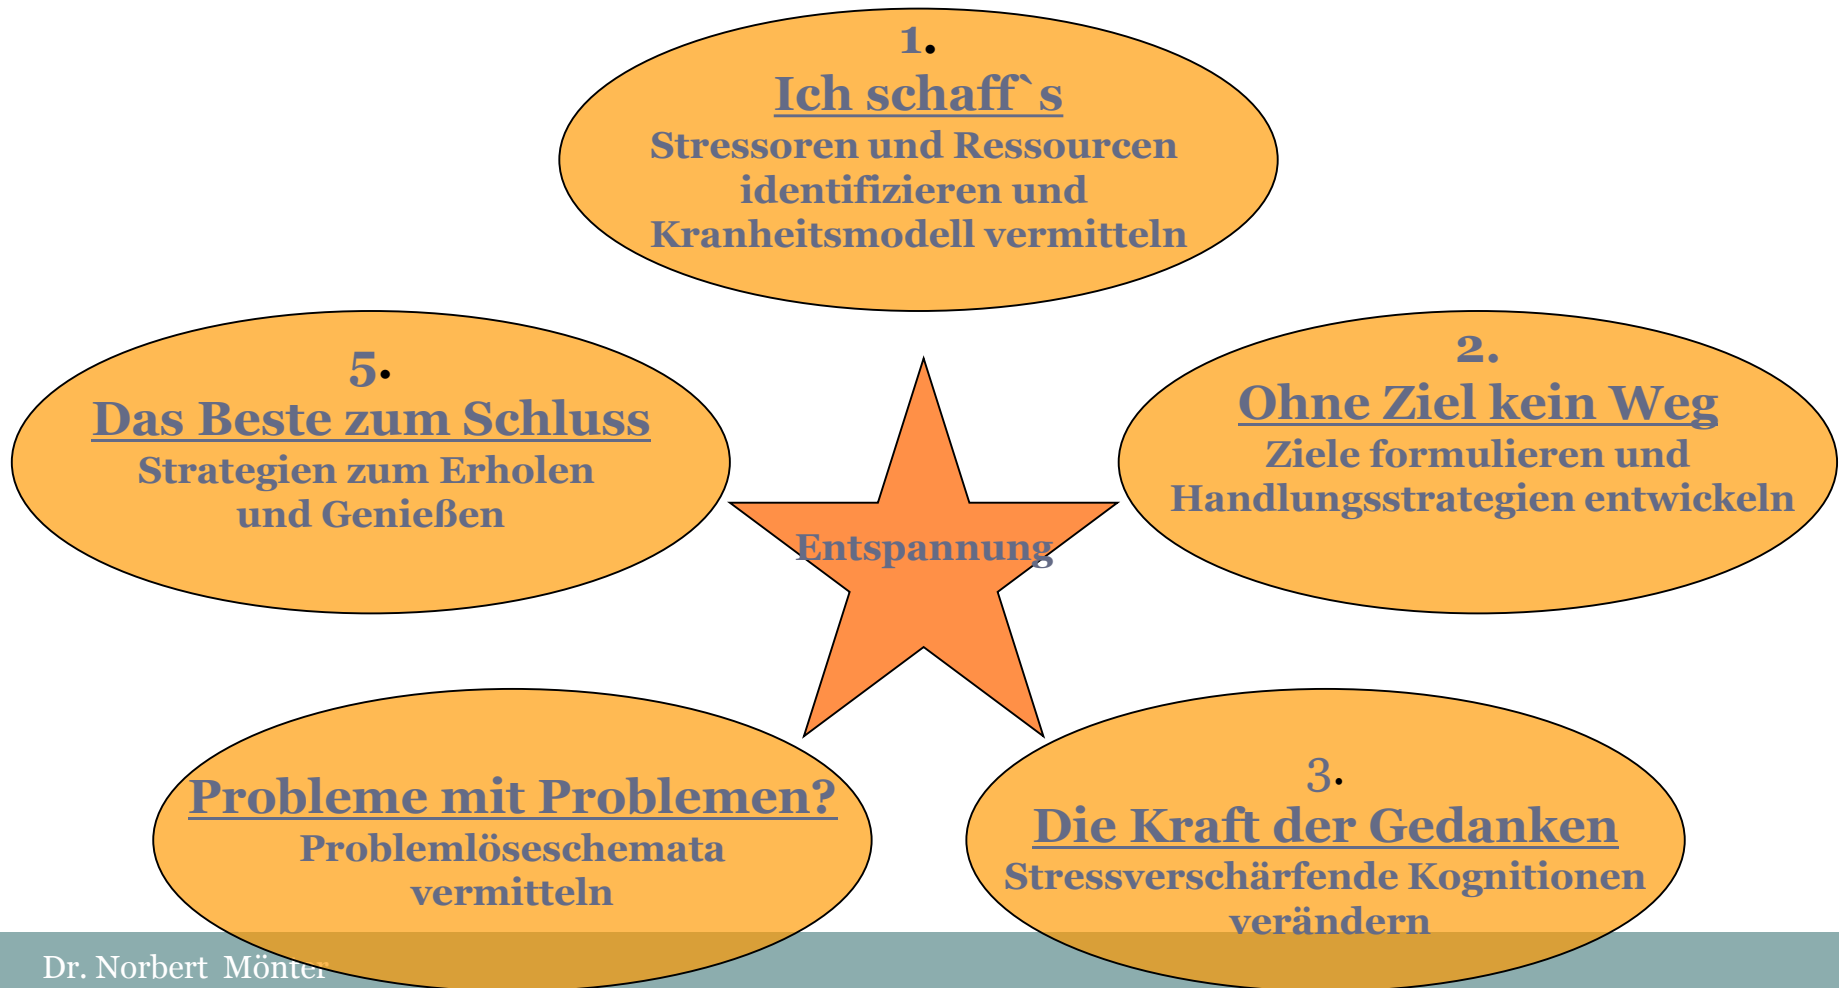 1.
Ich schaff`s
Stressoren und Ressourcen
identifizieren und
Kranheitsmodell vermitteln
2.
Ohne Ziel kein Weg
Ziele formulieren und
Handlungsstrategien entwickeln
3.
Die Kraft der Gedanken
Stressverschärfende Kognitionen
verändern
Probleme mit Problemen?
Problemlöseschemata
vermitteln
5.
Das Beste zum Schluss
Strategien zum Erholen
und Genießen
Entspannung
Dr. Norbert Mönter